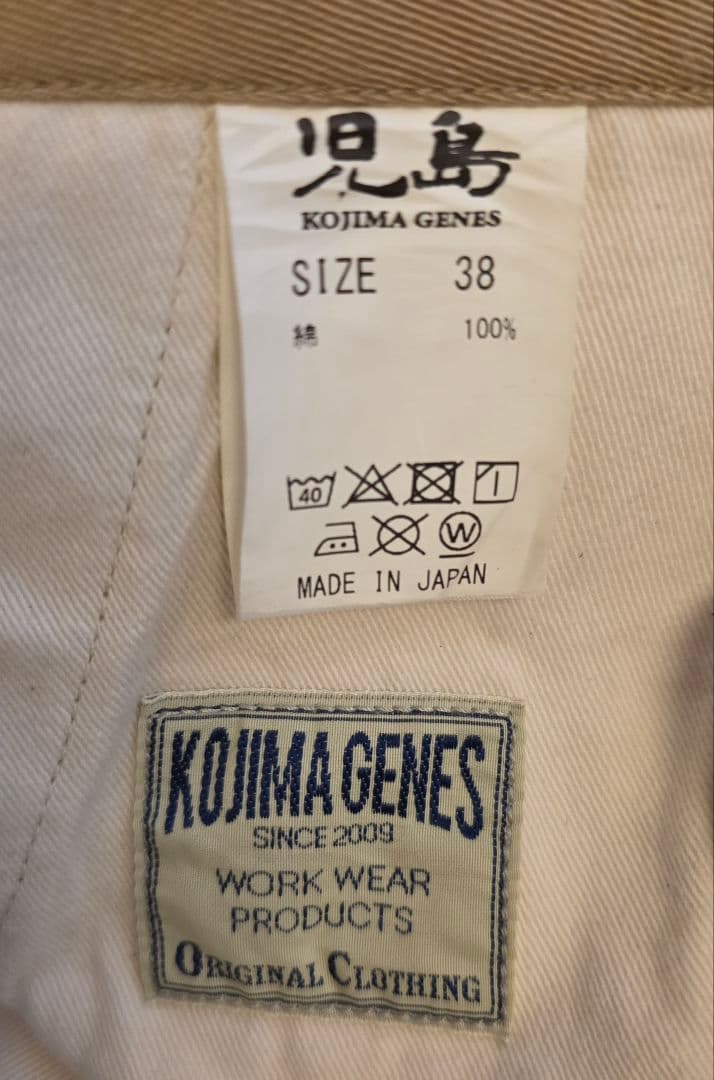 児島
KOJIMA GENES
SIZE 38
綿 100%
40
W
MADE IN JAPAN
KOJIMA GENES
SINCE 2009
WORK WEAR
PRODUCTS
ORIGINAL CLOTHING